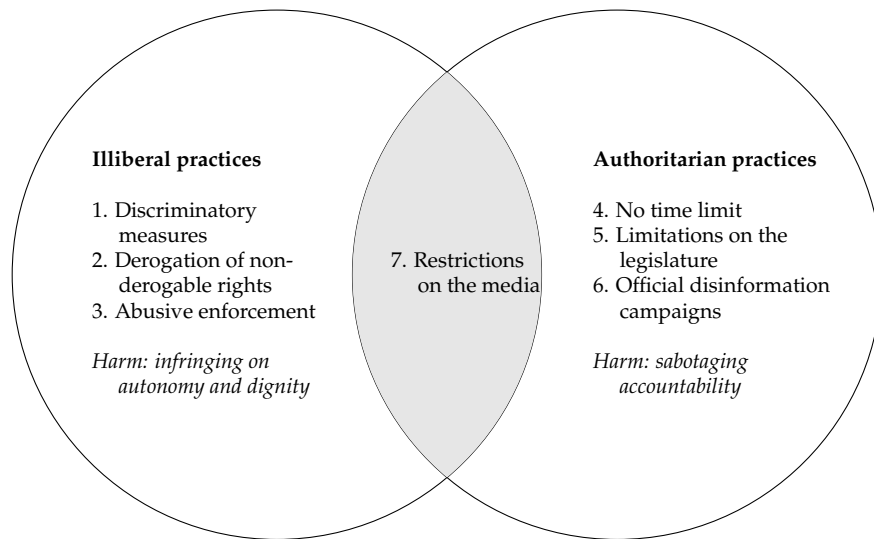 Illiberal practices
1. Discriminatory
measures
2. Derogation of non-
derogable rights
3. Abusive enforcement
Harm: infringing on
autonomy and dignity
7. Restrictions
on the media
Authoritarian practices
4. No time limit
5. Limitations on the
legislature
6. Official disinformation
campaigns
Harm: sabotaging
accountability